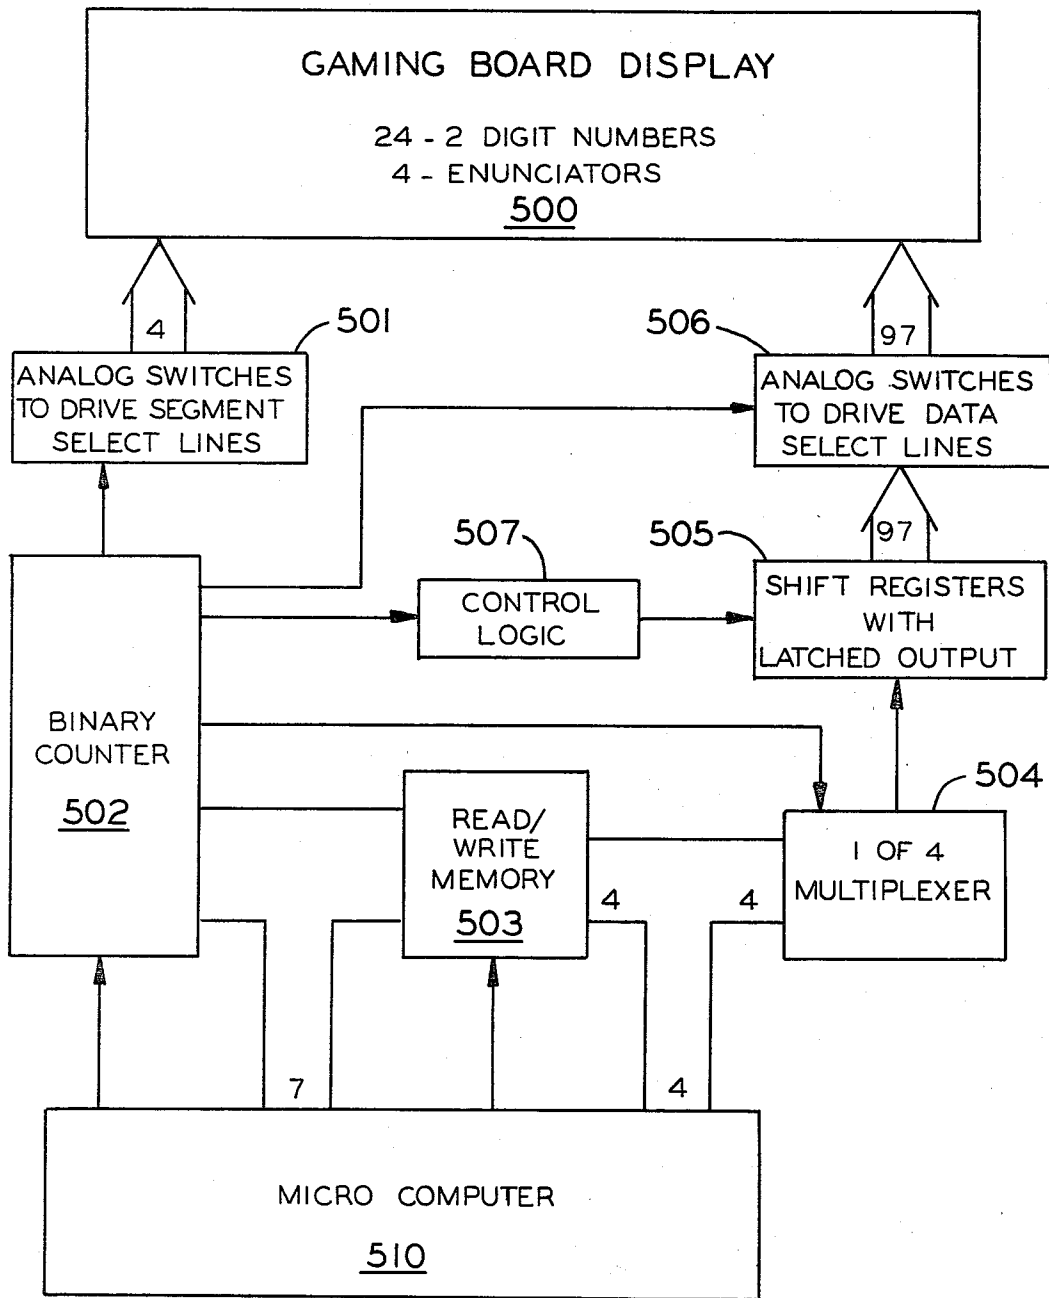 GAMING BOARD DISPLAY
24 - 2 DIGIT NUMBERS
4 - ENUNCIATORS
500
4
501
506
97
ANALOG SWITCHES
TO DRIVE SEGMENT
SELECT LINES
ANALOG SWITCHES
TO DRIVE DATA
SELECT LINES
507
505
97
CONTROL
LOGIC
SHIFT REGISTERS
WITH
LATCHED OUTPUT
BINARY
COUNTER
502
READ/
WRITE
MEMORY
503
504
1 OF 4
MULTIPLEXER
4
4
7
4
MICRO COMPUTER
510